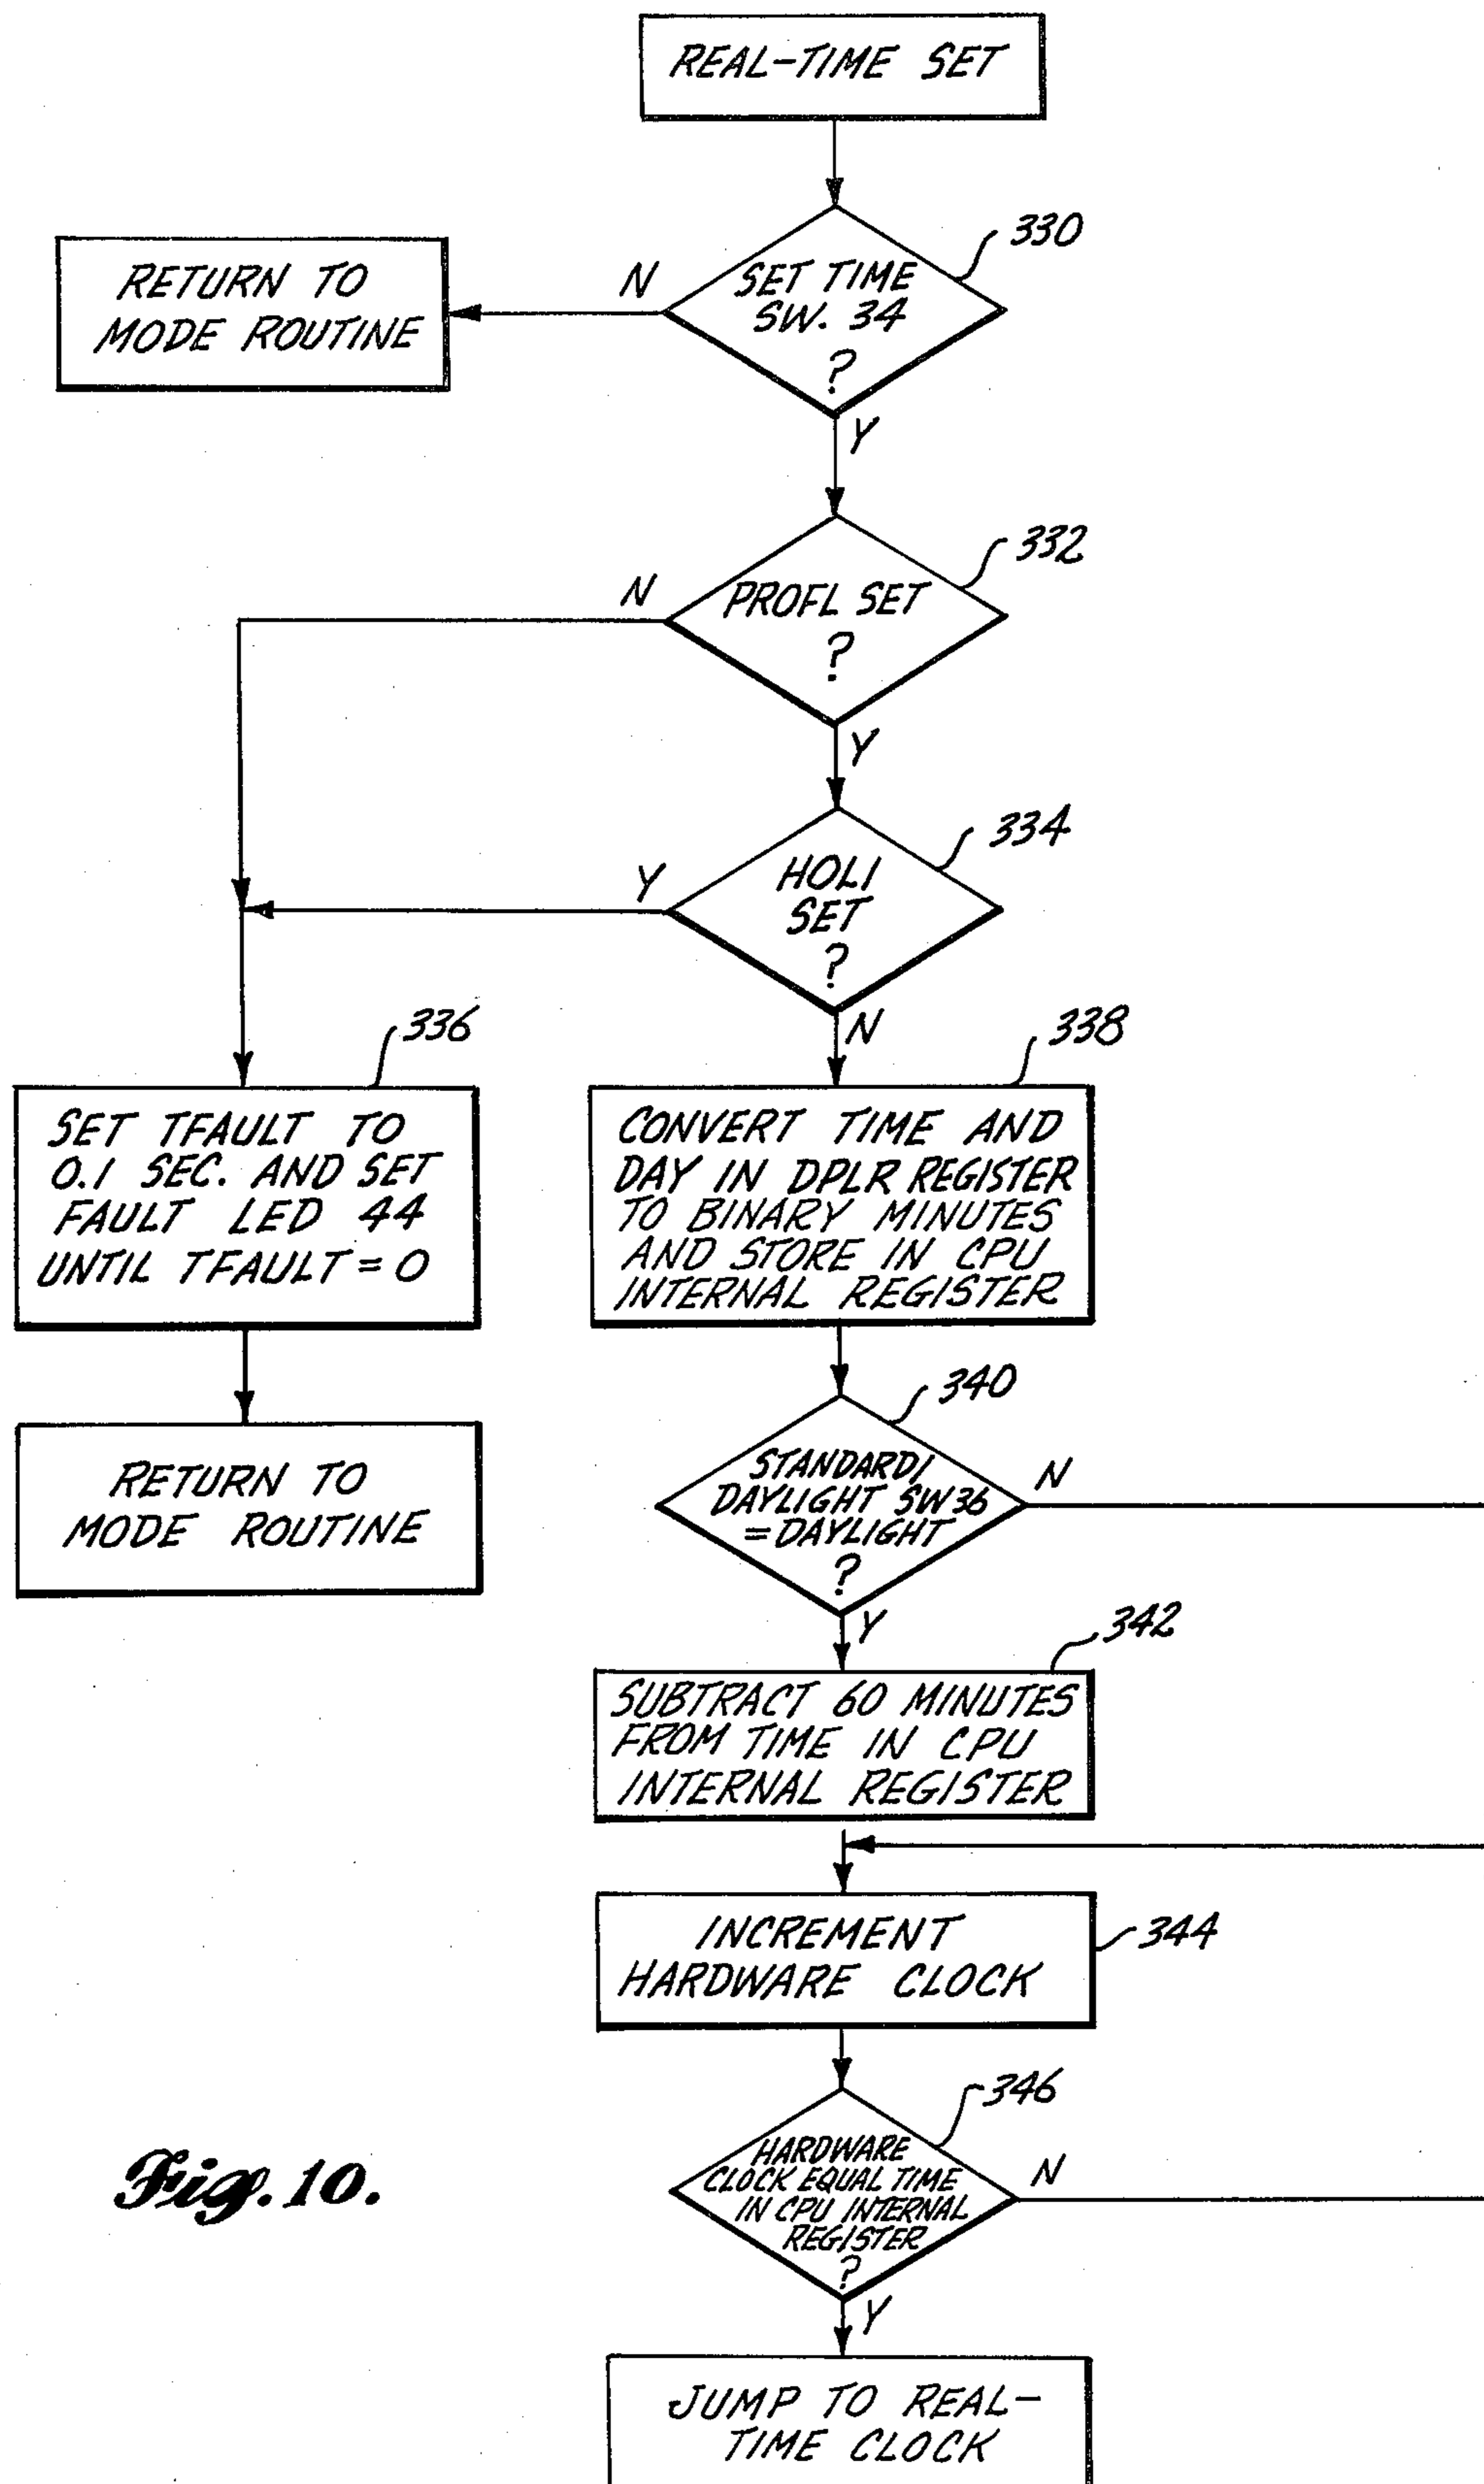 REAL-TIME SET
330
SET TIME
SW. 34
?
N
RETURN TO
MODE ROUTINE
Y
332
PROFL SET
?
N
Y
334
HOLI
SET
?
Y
N
336
SET TFAULT TO
0.1 SEC. AND SET
FAULT LED 44
UNTIL TFAULT = 0
338
CONVERT TIME AND
DAY IN DPLR REGISTER
TO BINARY MINUTES
AND STORE IN CPU
INTERNAL REGISTER
RETURN TO
MODE ROUTINE
340
STANDARD/
DAYLIGHT SW36
= DAYLIGHT
?
N
Y
342
SUBTRACT 60 MINUTES
FROM TIME IN CPU
INTERNAL REGISTER
INCREMENT
HARDWARE CLOCK
344
346
HARDWARE
CLOCK EQUAL TIME
IN CPU INTERNAL
REGISTER
?
N
Y
JUMP TO REAL-
TIME CLOCK
Fig. 10.